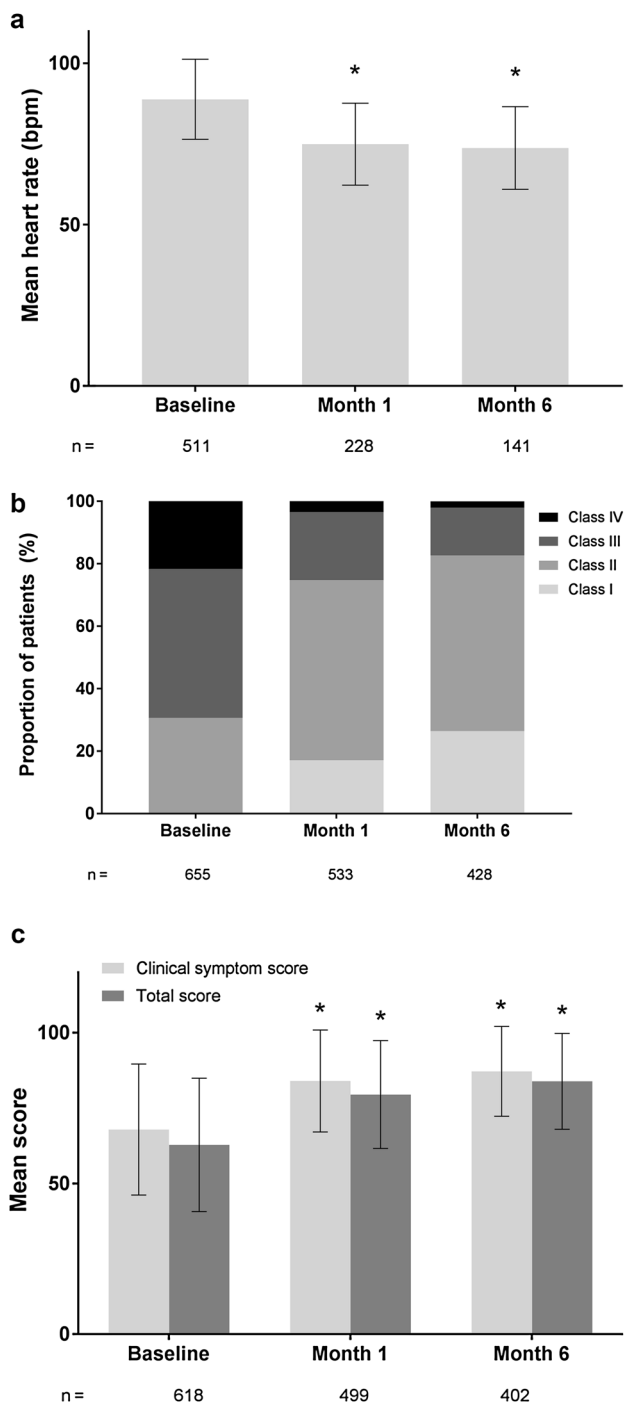 a
Mean heart rate (bpm)
100
50
0
* *
Baseline Month 1 Month 6
n = 511 228 141
b
Proportion of patients (%)
100
80
60
40
20
0
Class IV
Class III
Class II
Class I
Baseline Month 1 Month 6
n = 655 533 428
c
Clinical symptom score
Total score
Mean score
100
50
0
* * * *
Baseline Month 1 Month 6
n = 618 499 402